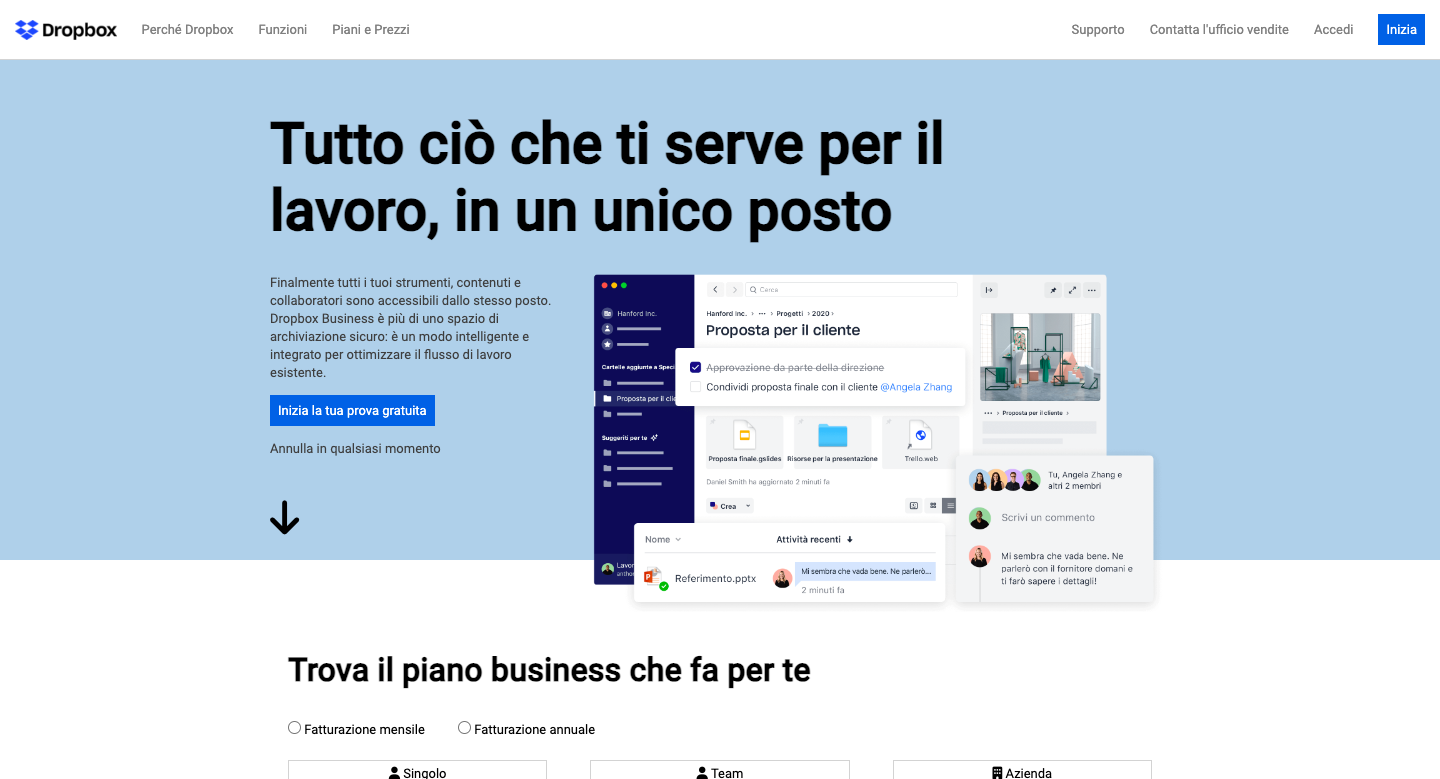 Dropbox
Perché Dropbox
Funzioni
Piani e Prezzi
Supporto
Contatta l'ufficio vendite
Accedi
Inizia
Tutto ciò che ti serve per il
lavoro, in un unico posto
Finalmente tutti i tuoi strumenti, contenuti e
collaboratori sono accessibili dallo stesso posto.
Dropbox Business è più di uno spazio di
archiviazione sicuro: è un modo intelligente e
integrato per ottimizzare il flusso di lavoro
esistente.
Inizia la tua prova gratuita
Annulla in qualsiasi momento
Hanford Inc.
Cartelle aggiunte a Speci
Proposta per il clie
Suggeriti per te
Lavor
Cerca
Hanford Inc. › ··· › Progetti › 2020 ›
Proposta per il cliente
Approvazione da parte della direzione
Condividi proposta finale con il cliente @Angela Zhang
Proposta finale.gslides
Risorse per la presentazione
Trello.web
Daniel Smith ha aggiornato 2 minuti fa
Crea
Nome
Attività recenti
Referimento.pptx
Mi sembra che vada bene. Ne parlerò...
2 minuti fa
··· › Proposta per il cliente ›
Tu, Angela Zhang e
altri 2 membri
Scrivi un commento
Mi sembra che vada bene. Ne
parlerò con il fornitore domani e
ti farò sapere i dettagli!
Trova il piano business che fa per te
Fatturazione mensile
Fatturazione annuale
Singolo
Team
Azienda